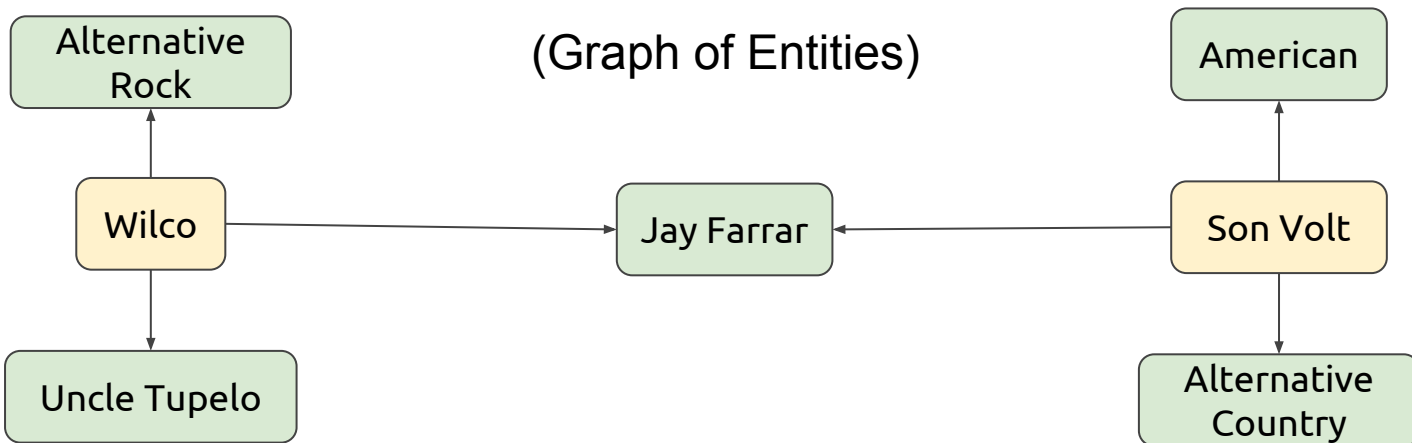 Alternative
Rock
(Graph of Entities)
American
Wilco
Jay Farrar
Son Volt
Uncle Tupelo
Alternative
Country